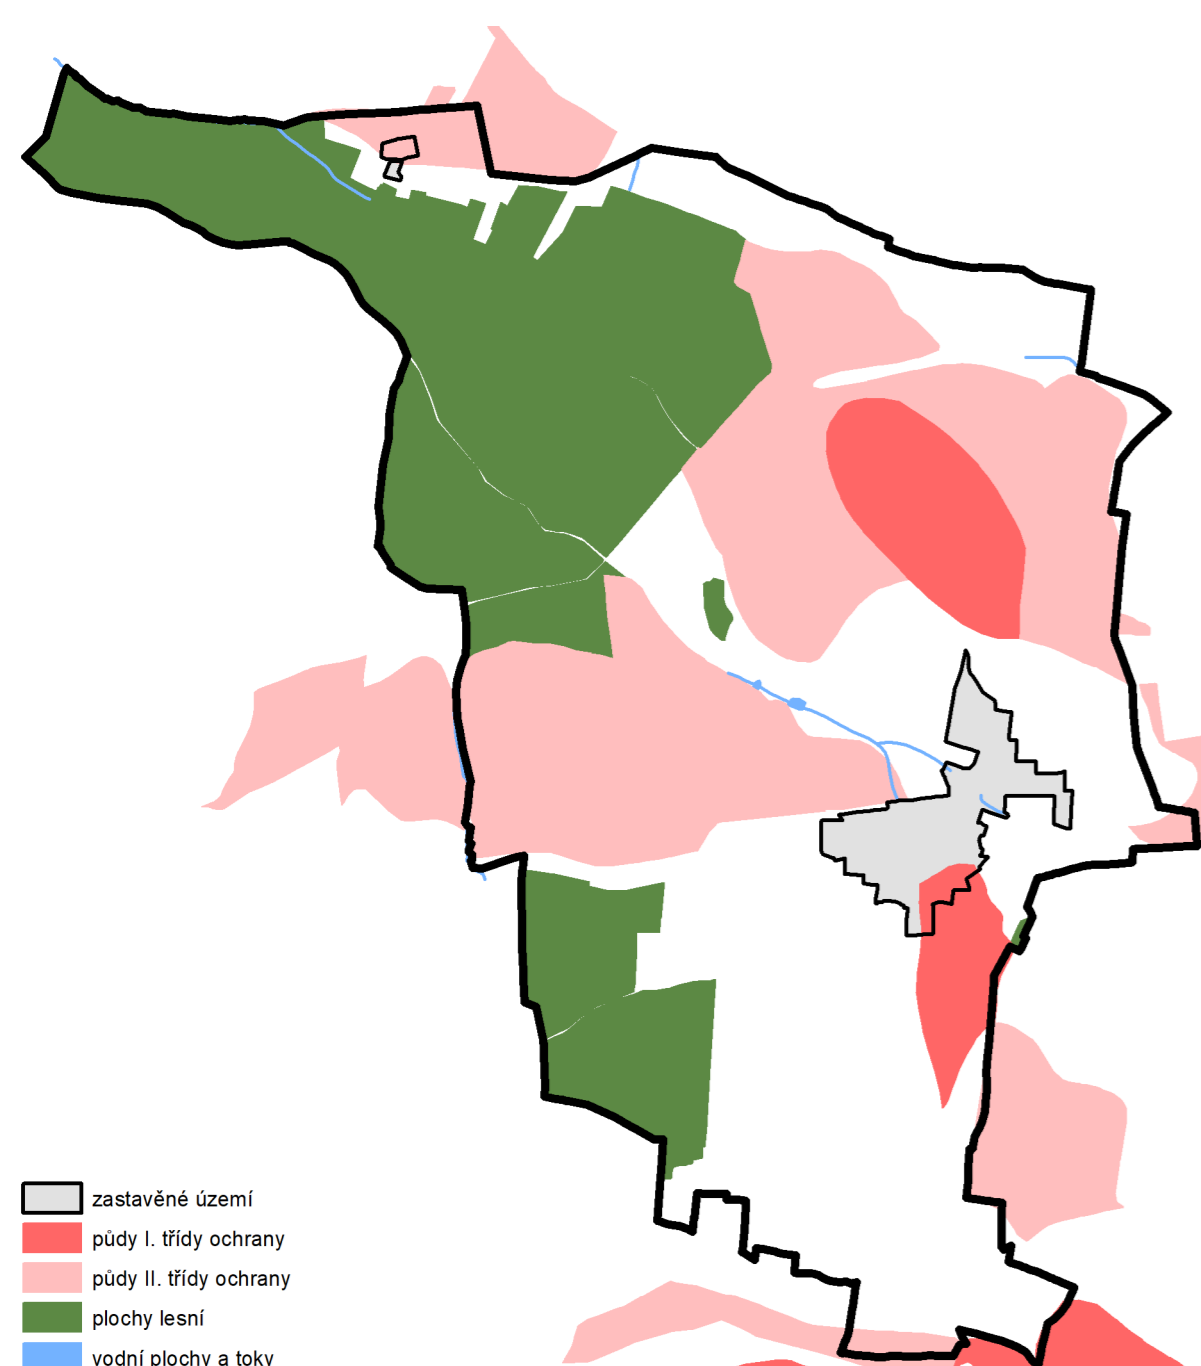 zastavěné území
půdy I. třídy ochrany
půdy II. třídy ochrany
plochy lesní
vodní plochy a toky